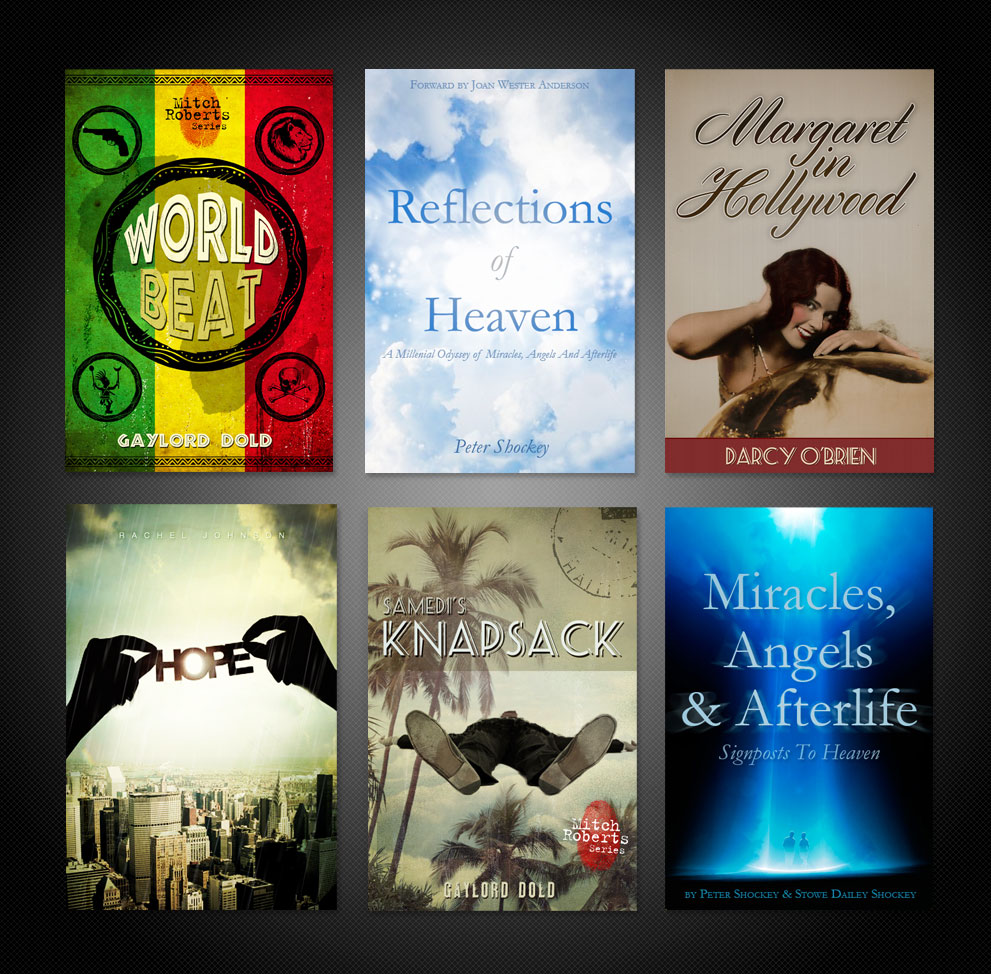 Mitch
Roberts
Series
WORLD
BEAT
GAYLORD DOLD
FORWARD BY JOAN WESTER ANDERSON
Reflections
of
Heaven
A Millenial Odyssey of Miracles, Angels And Afterlife
Peter Shockey
Margaret
in
Hollywood
DARCY O'BRIEN
RACHEL JOHNSON
HOPE
HAITI
SAMEDI'S
KNAPSACK
Mitch
Roberts
Series
GAYLORD DOLD
Miracles,
Angels
& Afterlife
Signposts To Heaven
BY PETER SHOCKEY & STOWE DAILEY SHOCKEY